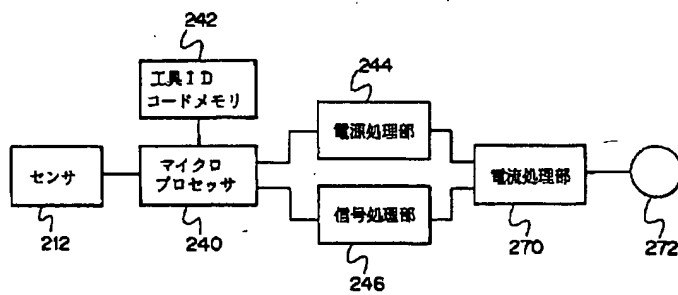 242
工具ID
コードメモリ
244
電源処理部
センサ
マイクロ
プロセッサ
電流処理部
212
240
信号処理部
270
272
246